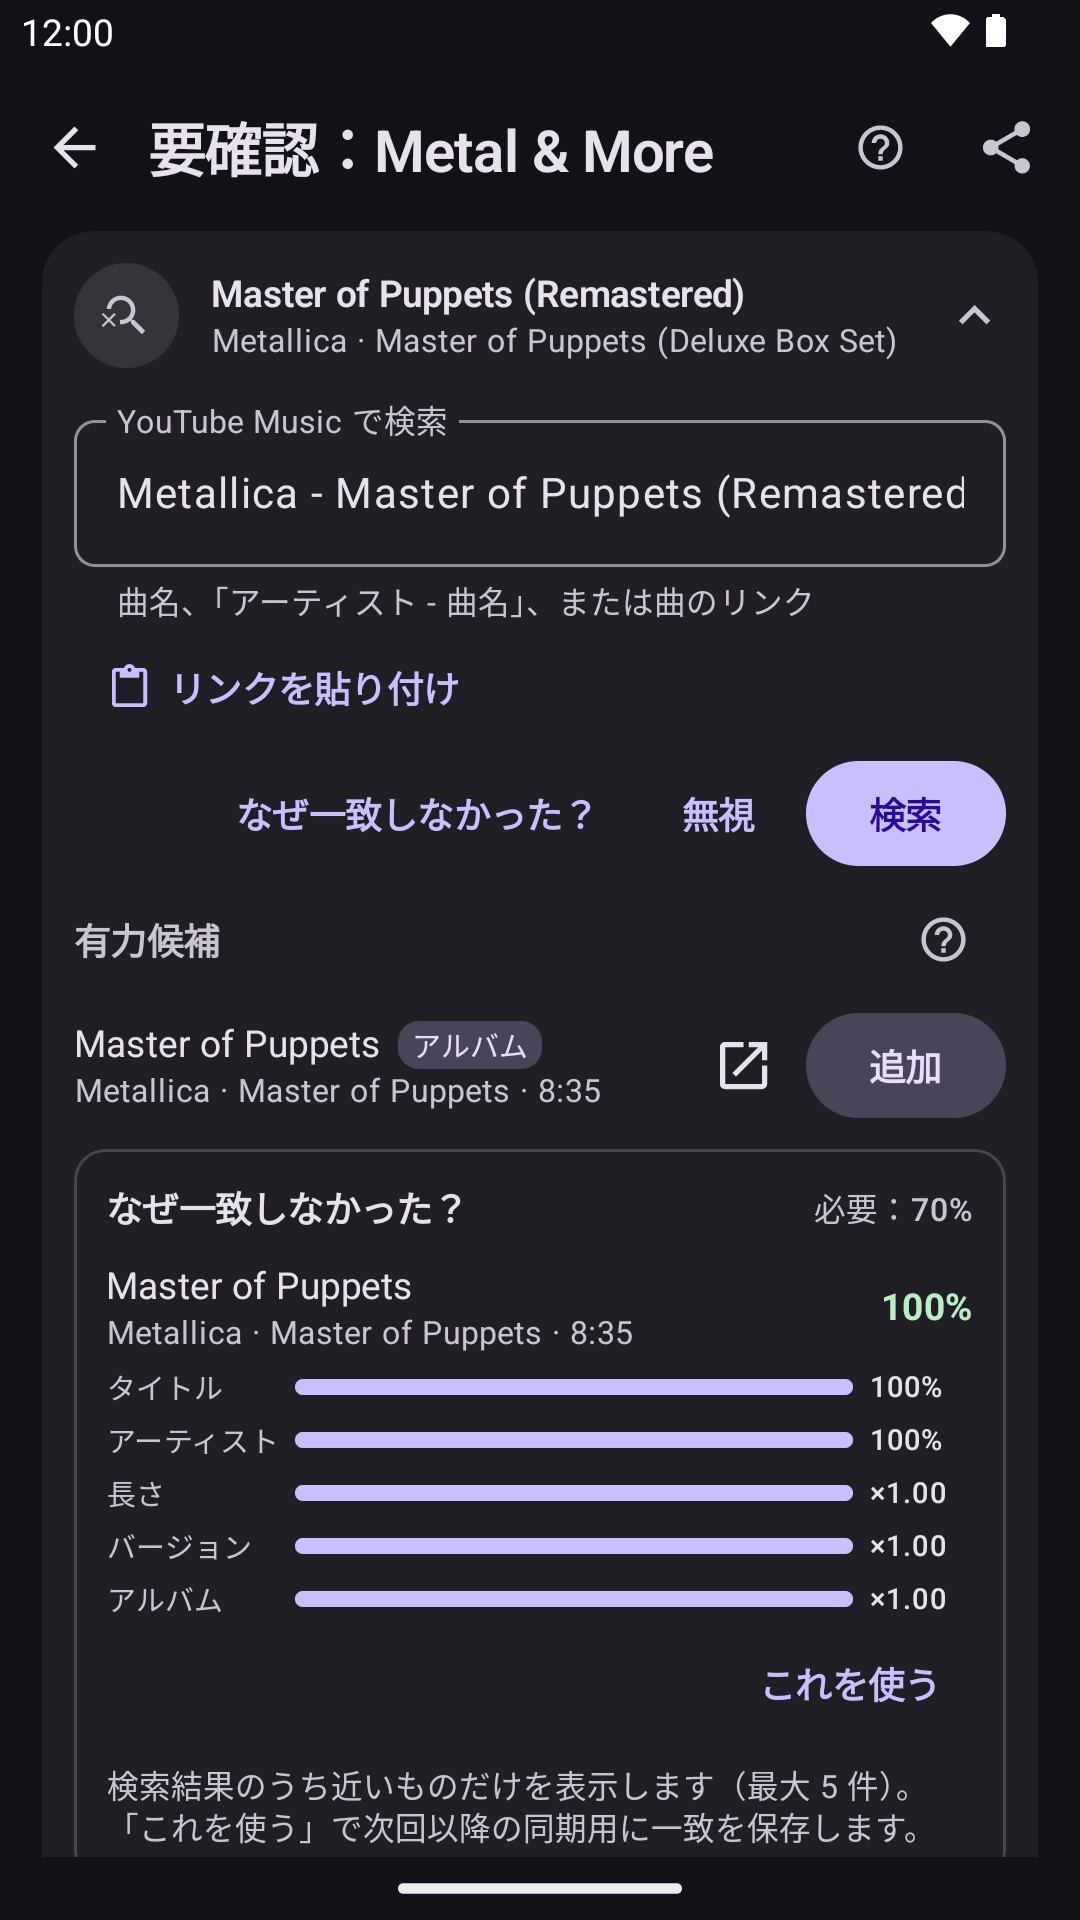 12:00
要確認：Metal & More
Master of Puppets (Remastered)
Metallica · Master of Puppets (Deluxe Box Set)
YouTube Music で検索
Metallica - Master of Puppets (Remastered
曲名、「アーティスト - 曲名」、または曲のリンク
リンクを貼り付け
なぜ一致しなかった？ 無視 検索
有力候補
Master of Puppets アルバム
Metallica · Master of Puppets · 8:35
追加
なぜ一致しなかった？ 必要：70%
Master of Puppets
Metallica · Master of Puppets · 8:35
100%
タイトル 100%
アーティスト 100%
長さ ×1.00
バージョン ×1.00
アルバム ×1.00
これを使う
検索結果のうち近いものだけを表示します（最大 5 件）。
「これを使う」で次回以降の同期用に一致を保存します。